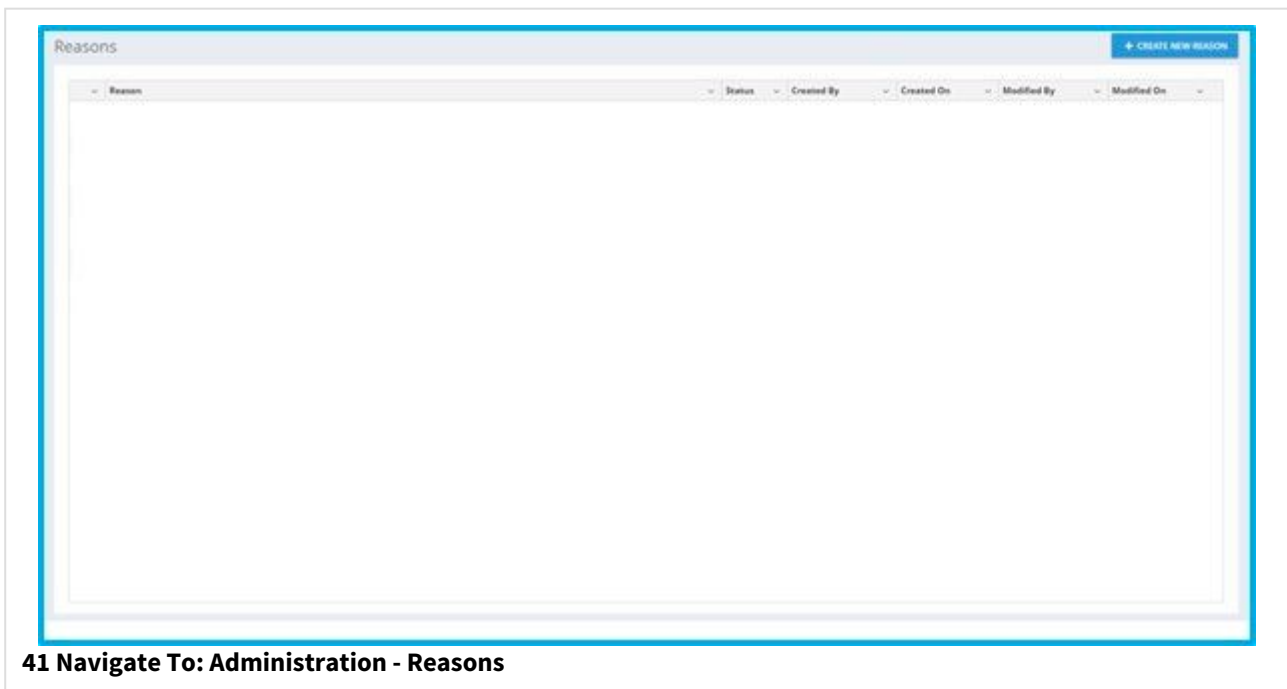 Reasons
+ CREATE NEW REASON
Reason Status Created By Created On Modified By Modified On
41 Navigate To: Administration - Reasons